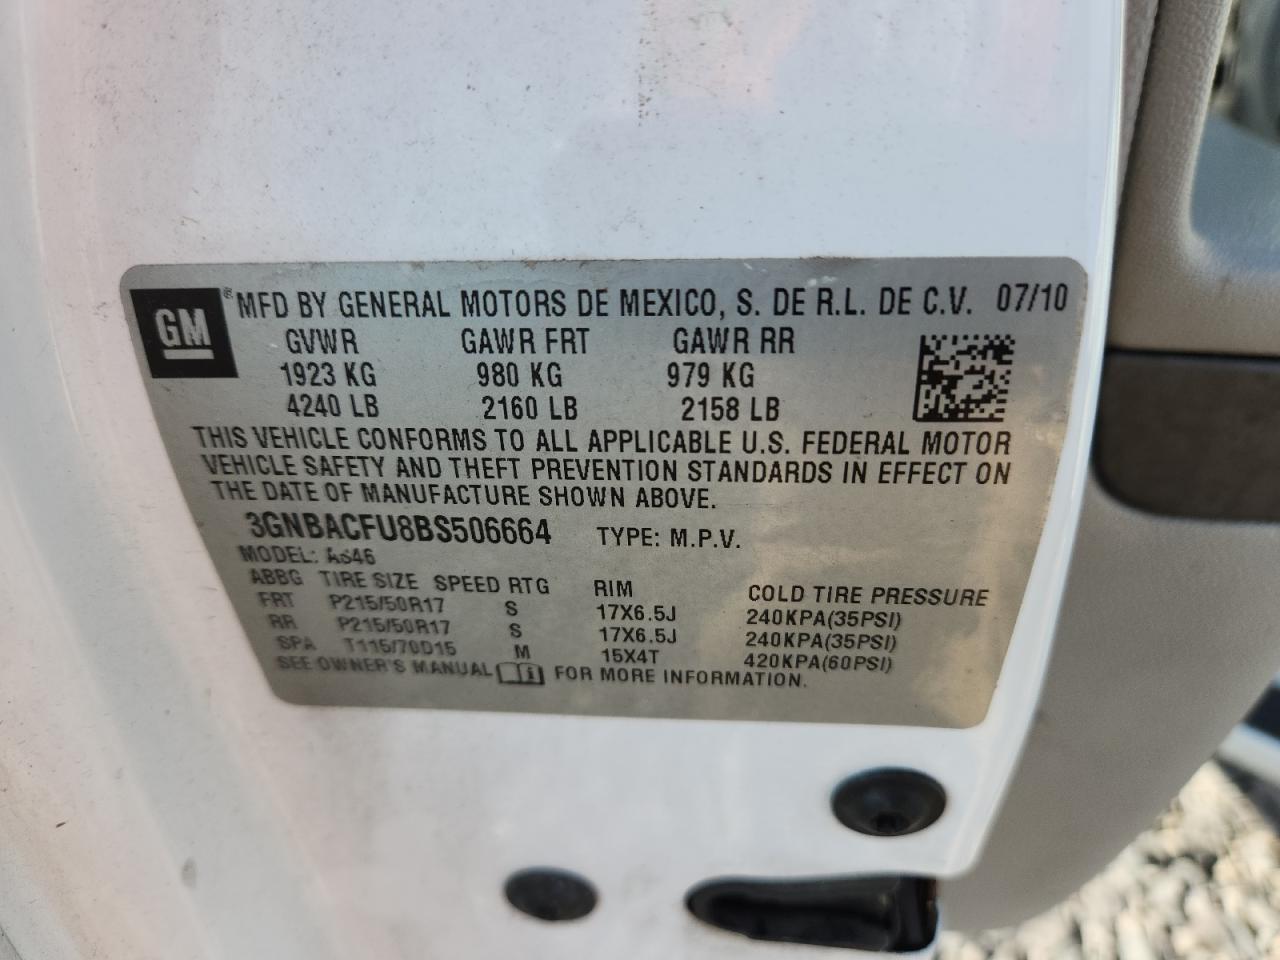 GM ® MFD BY GENERAL MOTORS DE MEXICO, S. DE R.L. DE C.V. 07/10
GVWR GAWR FRT GAWR RR
1923 KG 980 KG 979 KG
4240 LB 2160 LB 2158 LB
THIS VEHICLE CONFORMS TO ALL APPLICABLE U.S. FEDERAL MOTOR
VEHICLE SAFETY AND THEFT PREVENTION STANDARDS IN EFFECT ON
THE DATE OF MANUFACTURE SHOWN ABOVE.
3GNBACFU8BS506664 TYPE: M.P.V.
MODEL:
ABBG TIRE SIZE SPEED RTG RIM COLD TIRE PRESSURE
FRT P215/50R17 S 17X6.5J 240KPA(35PSI)
RR P215/50R17 S 17X6.5J 240KPA(35PSI)
SPA T115/70D15 M 15X4T 420KPA(60PSI)
SEE OWNER'S MANUAL FOR MORE INFORMATION.